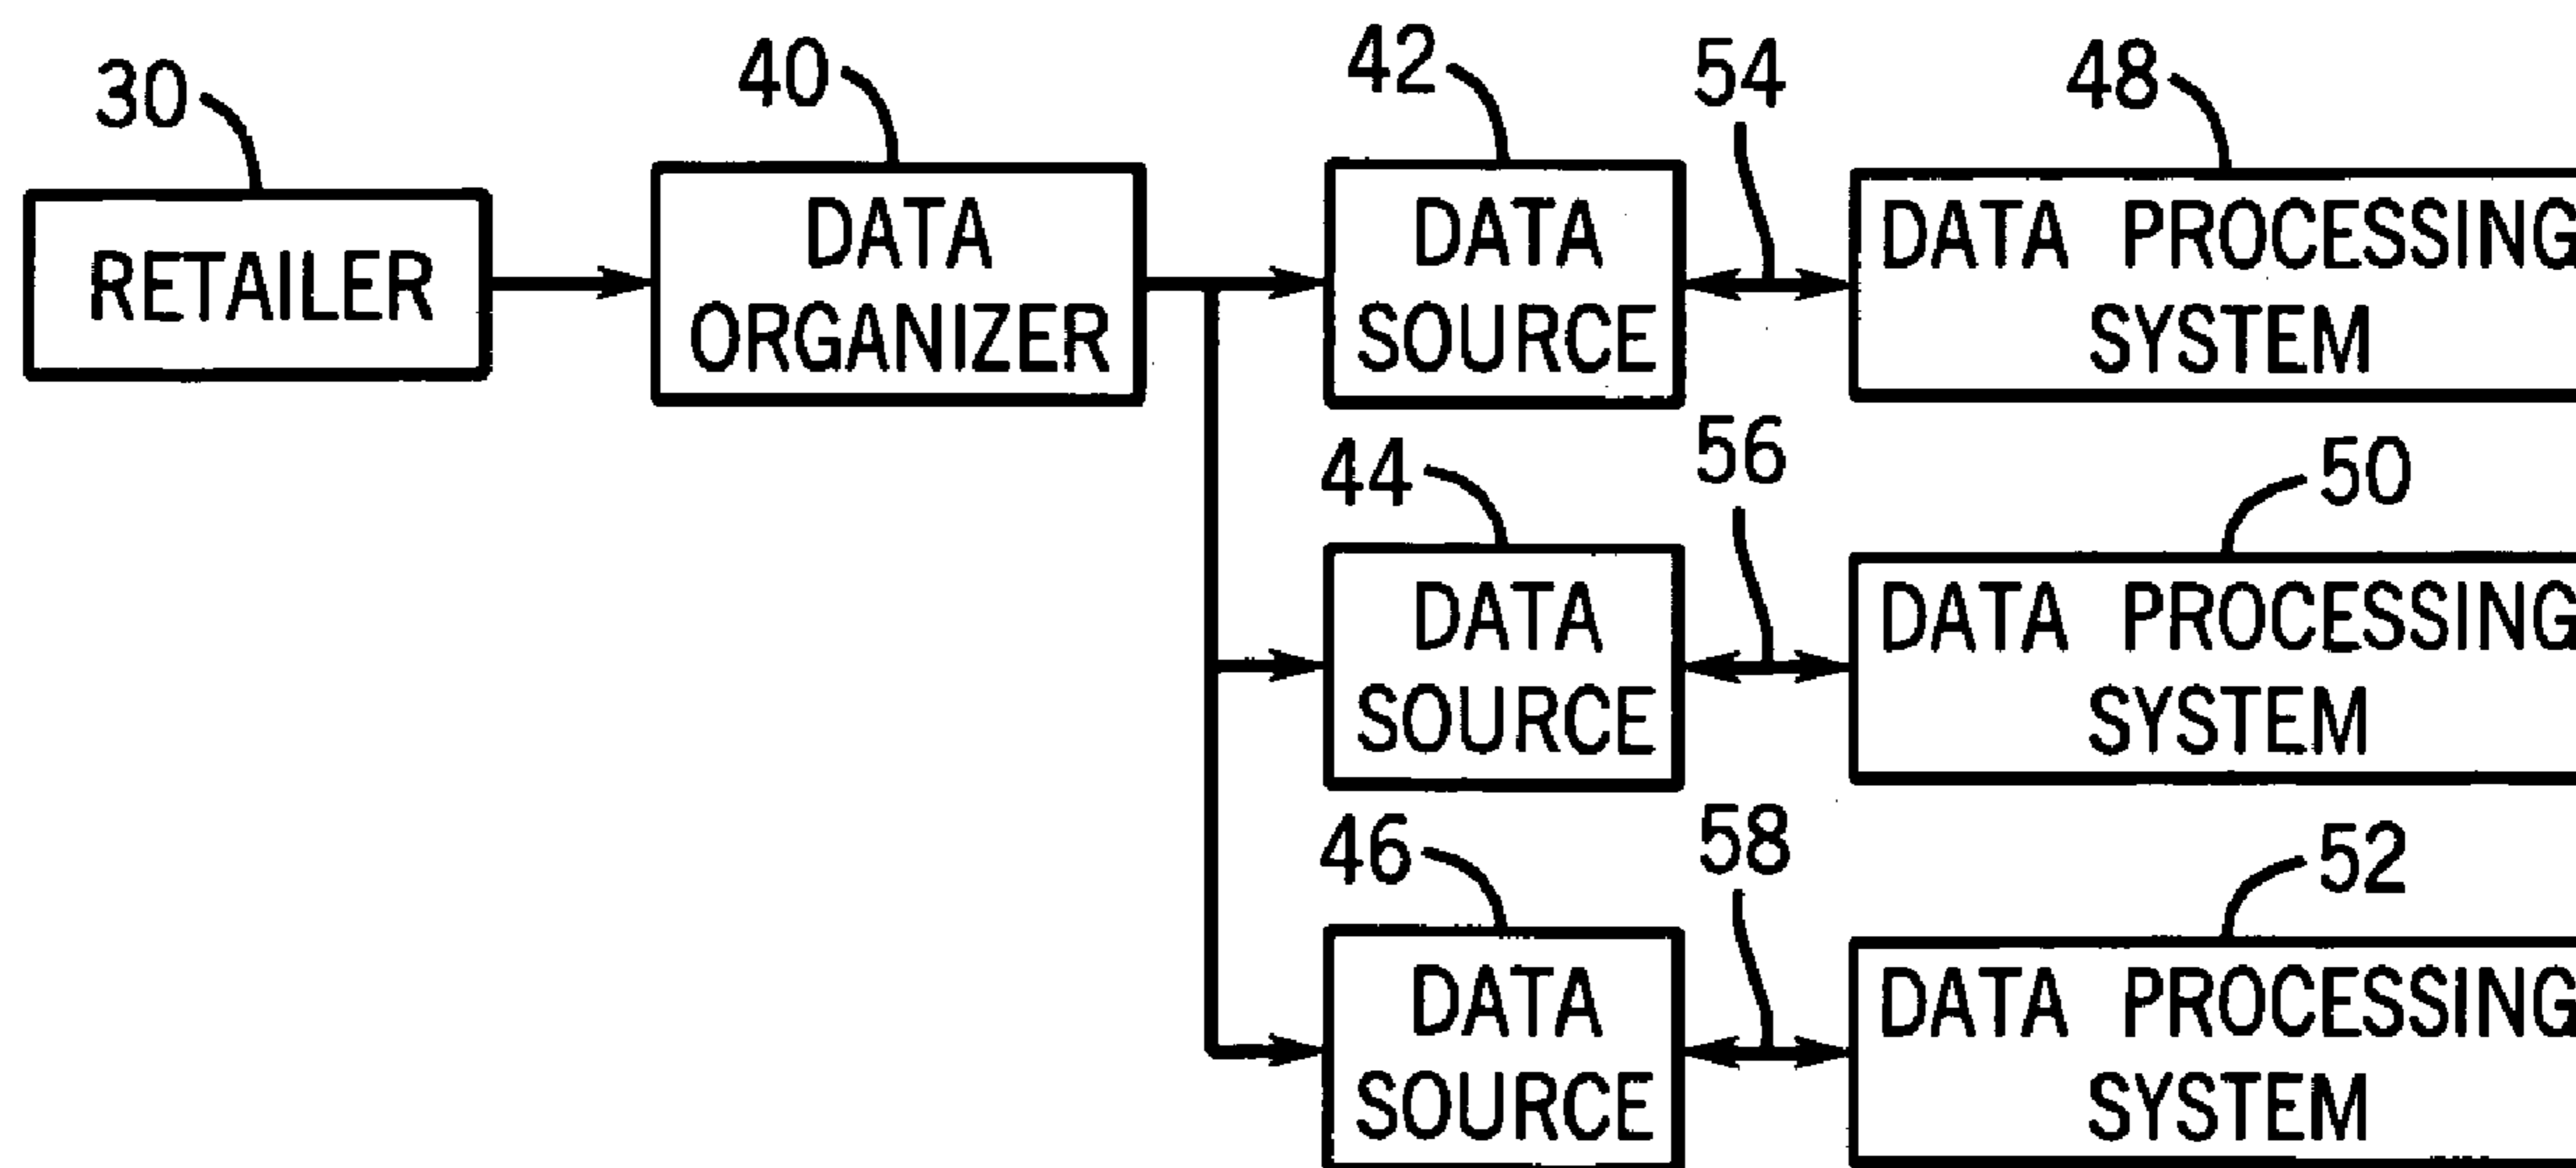 30
40
42
54
48
RETAILER
DATA
ORGANIZER
DATA
SOURCE
DATA PROCESSING
SYSTEM
44
56
50
DATA
SOURCE
DATA PROCESSING
SYSTEM
46
58
52
DATA
SOURCE
DATA PROCESSING
SYSTEM